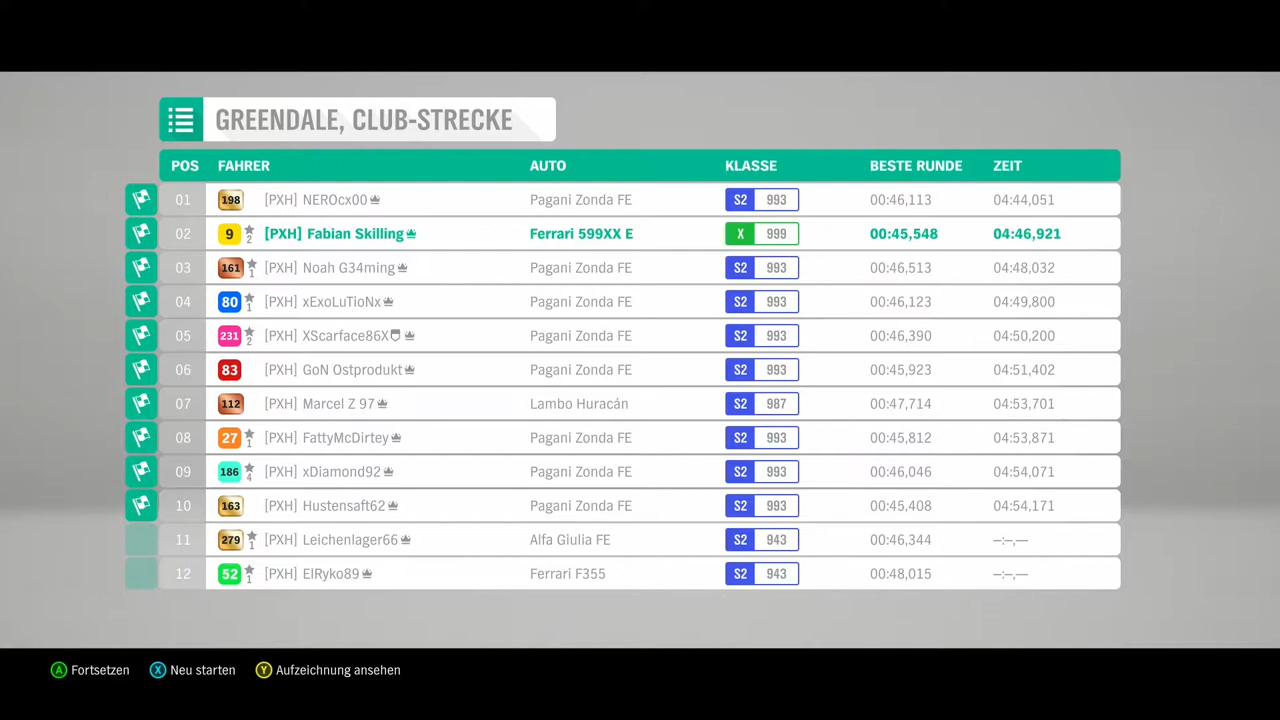 GREENDALE, CLUB-STRECKE
POS FAHRER AUTO KLASSE BESTE RUNDE ZEIT
01 198 [PXH] NEROcx00 Pagani Zonda FE S2 993 00:46,113 04:44,051
02 9 2 [PXH] Fabian Skilling Ferrari 599XX E X 999 00:45,548 04:46,921
03 161 1 [PXH] Noah G34ming Pagani Zonda FE S2 993 00:46,513 04:48,032
04 80 1 [PXH] xExoLuTioNx Pagani Zonda FE S2 993 00:46,123 04:49,800
05 231 2 [PXH] XScarface86X Pagani Zonda FE S2 993 00:46,390 04:50,200
06 83 [PXH] GoN Ostprodukt Pagani Zonda FE S2 993 00:45,923 04:51,402
07 112 [PXH] Marcel Z 97 Lambo Huracán S2 987 00:47,714 04:53,701
08 27 1 [PXH] FattyMcDirtey Pagani Zonda FE S2 993 00:45,812 04:53,871
09 186 4 [PXH] xDiamond92 Pagani Zonda FE S2 993 00:46,046 04:54,071
10 163 [PXH] Hustensaft62 Pagani Zonda FE S2 993 00:45,408 04:54,171
11 279 1 [PXH] Leichenlager66 Alfa Giulia FE S2 943 00:46,344 —:–,—
12 52 1 [PXH] ElRyko89 Ferrari F355 S2 943 00:48,015 —:–,—
A Fortsetzen X Neu starten Y Aufzeichnung ansehen